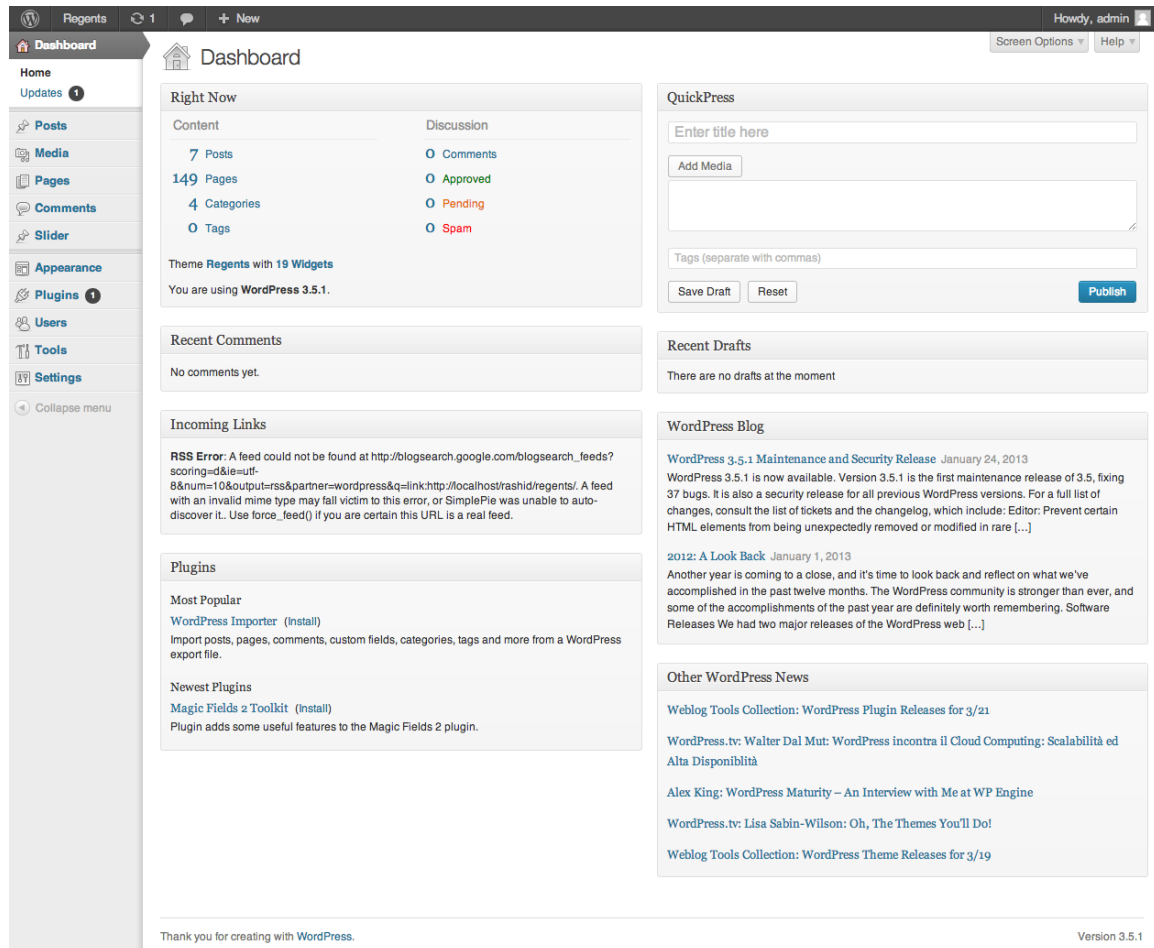 Regents 1 + New Howdy, admin
Screen Options Help
Dashboard
Home
Updates 1
Posts
Media
Pages
Comments
Slider
Appearance
Plugins 1
Users
Tools
Settings
Collapse menu
Dashboard
Right Now
Content Discussion
7 Posts 0 Comments
149 Pages 0 Approved
4 Categories 0 Pending
0 Tags 0 Spam
Theme Regents with 19 Widgets
You are using WordPress 3.5.1.
Recent Comments
No comments yet.
Incoming Links
RSS Error: A feed could not be found at http://blogsearch.google.com/blogsearch_feeds?
scoring=d&ie=utf-
8&num=10&output=rss&partner=wordpress&q=link:http://localhost/rashid/regents/. A feed
with an invalid mime type may fall victim to this error, or SimplePie was unable to auto-
discover it.. Use force_feed() if you are certain this URL is a real feed.
Plugins
Most Popular
WordPress Importer (Install)
Import posts, pages, comments, custom fields, categories, tags and more from a WordPress
export file.
Newest Plugins
Magic Fields 2 Toolkit (Install)
Plugin adds some useful features to the Magic Fields 2 plugin.
QuickPress
Enter title here
Add Media
Tags (separate with commas)
Save Draft Reset Publish
Recent Drafts
There are no drafts at the moment
WordPress Blog
WordPress 3.5.1 Maintenance and Security Release January 24, 2013
WordPress 3.5.1 is now available. Version 3.5.1 is the first maintenance release of 3.5, fixing
37 bugs. It is also a security release for all previous WordPress versions. For a full list of
changes, consult the list of tickets and the changelog, which include: Editor: Prevent certain
HTML elements from being unexpectedly removed or modified in rare […]
2012: A Look Back January 1, 2013
Another year is coming to a close, and it's time to look back and reflect on what we've
accomplished in the past twelve months. The WordPress community is stronger than ever, and
some of the accomplishments of the past year are definitely worth remembering. Software
Releases We had two major releases of the WordPress web […]
Other WordPress News
Weblog Tools Collection: WordPress Plugin Releases for 3/21
WordPress.tv: Walter Dal Mut: WordPress incontra il Cloud Computing: Scalabilità ed
Alta Disponiblità
Alex King: WordPress Maturity – An Interview with Me at WP Engine
WordPress.tv: Lisa Sabin-Wilson: Oh, The Themes You'll Do!
Weblog Tools Collection: WordPress Theme Releases for 3/19
Thank you for creating with WordPress. Version 3.5.1